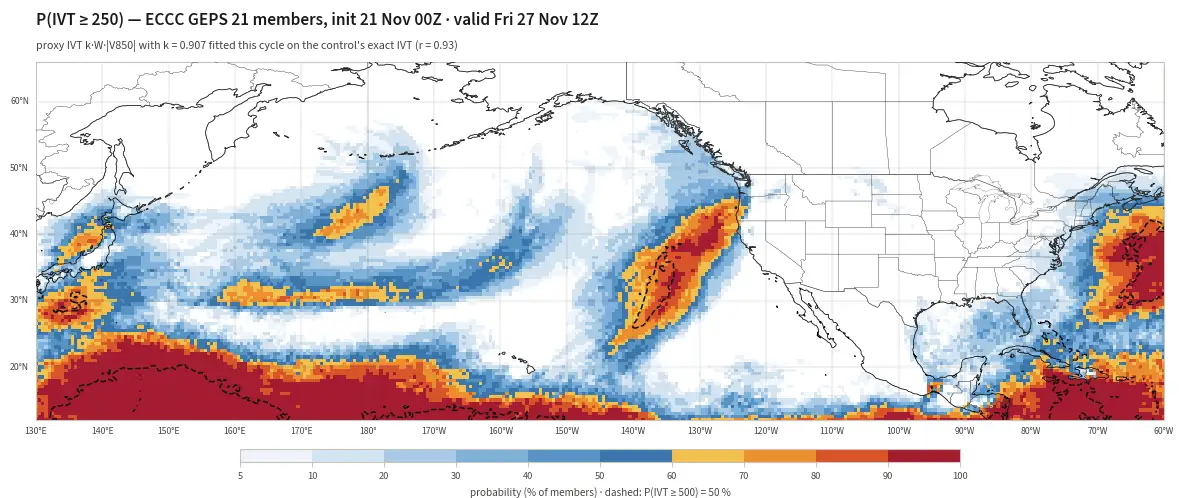 P(IVT ≥ 250) — ECCC GEPS 21 members, init 21 Nov 00Z · valid Fri 27 Nov 12Z
proxy IVT k·W·|V850| with k = 0.907 fitted this cycle on the control's exact IVT (r = 0.93)
60°N
50°N
40°N
30°N
20°N
130°E 140°E 150°E 160°E 170°E 180° 170°W 160°W 150°W 140°W 130°W 120°W 110°W 100°W 90°W 80°W 70°W 60°W
5 10 20 30 40 50 60 70 80 90 100
probability (% of members) · dashed: P(IVT ≥ 500) = 50 %